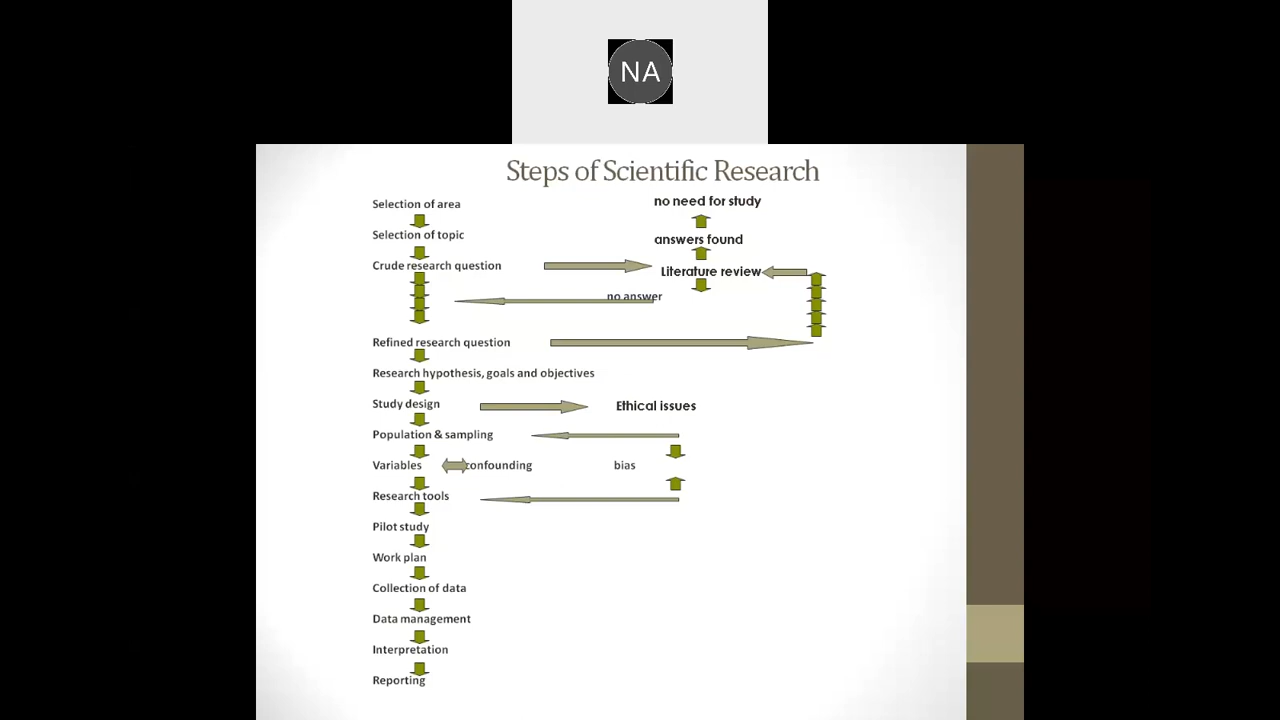 NA
Steps of Scientific Research
Selection of area
no need for study
Selection of topic
answers found
Crude research question
Literature review
no answer
Refined research question
Research hypothesis, goals and objectives
Study design
Ethical issues
Population & sampling
Variables
confounding
bias
Research tools
Pilot study
Work plan
Collection of data
Data management
Interpretation
Reporting